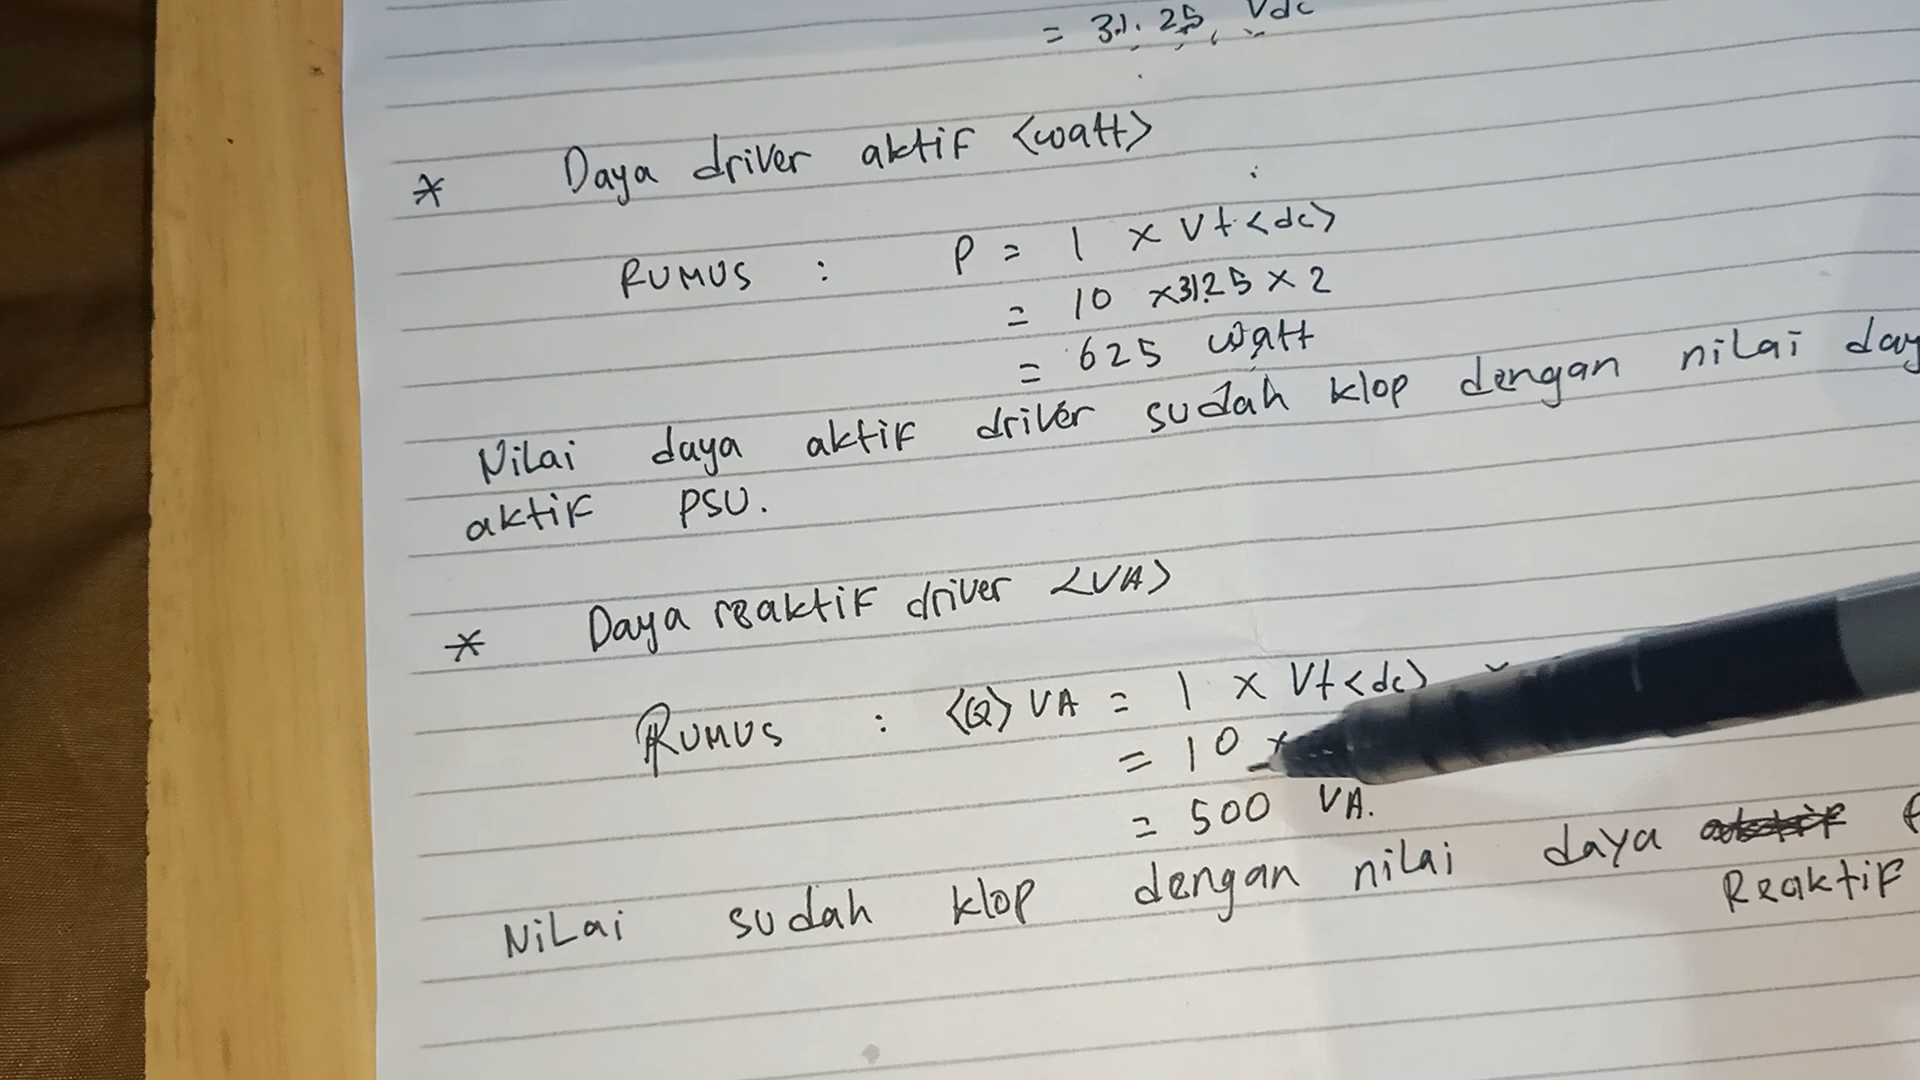 = 31.25 Vdc
* Daya driver aktif <watt>
RUMUS : P = I x Vt <dc>
= 10 x 31.25 x 2
= 625 watt
Nilai daya aktif driver sudah klop dengan nilai
aktif PSU.
* Daya reaktif driver <VA>
RUMUS : <Q> VA = I x Vt <dc>
= 10 x
= 500 VA.
Nilai sudah klop dengan nilai daya
Reaktif